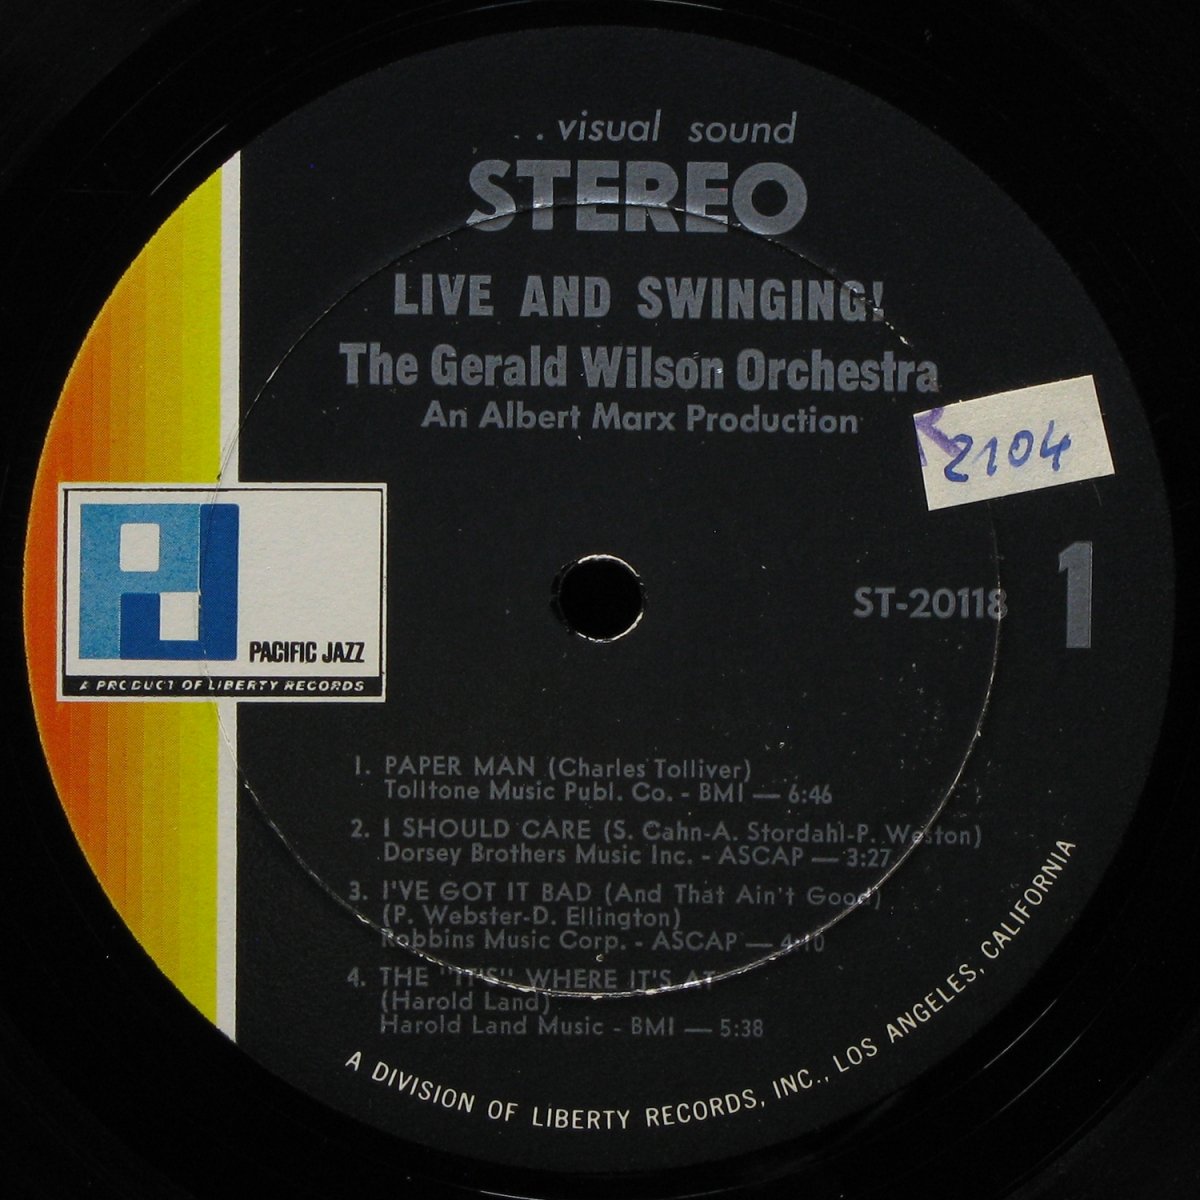 . . visual sound
STEREO
LIVE AND SWINGING!
The Gerald Wilson Orchestra
An Albert Marx Production
2104
PACIFIC JAZZ
A PRODUCT OF LIBERTY RECORDS
ST-20118
1
1. PAPER MAN (Charles Tolliver)
Tolltone Music Publ. Co. - BMI — 6:46
2. I SHOULD CARE (S. Cahn-A. Stordahl-P. Weston)
Dorsey Brothers Music Inc. - ASCAP — 3:27
3. I'VE GOT IT BAD (And That Ain't Good)
(P. Webster-D. Ellington)
Robbins Music Corp. - ASCAP — 4:10
4. THE "IT'S" WHERE IT'S AT
(Harold Land)
Harold Land Music - BMI — 5:38
A DIVISION OF LIBERTY RECORDS, INC., LOS ANGELES, CALIFORNIA